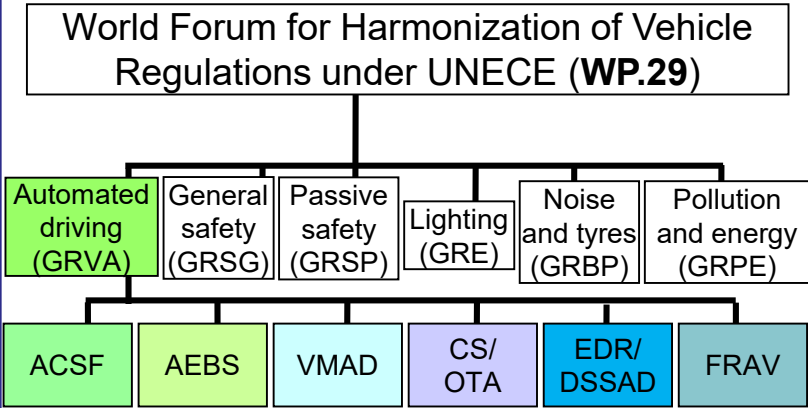 World Forum for Harmonization of Vehicle
Regulations under UNECE (WP.29)
Automated
driving
(GRVA)
General
safety
(GRSG)
Passive
safety
(GRSP)
Lighting
(GRE)
Noise
and tyres
(GRBP)
Pollution
and energy
(GRPE)
ACSF
AEBS
VMAD
CS/
OTA
EDR/
DSSAD
FRAV